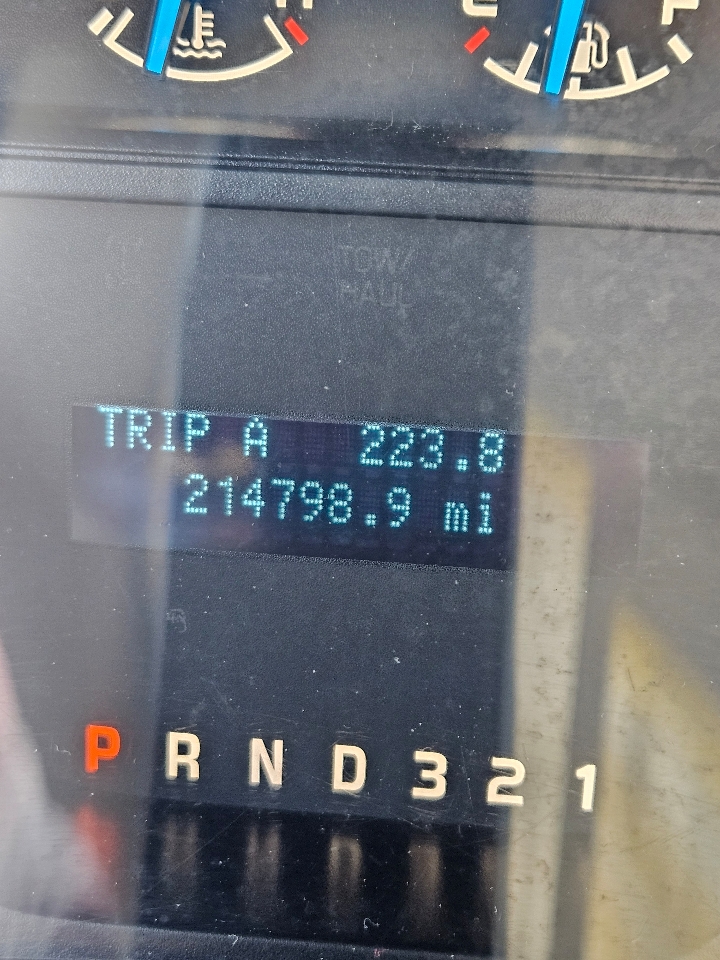 H E F
TOW/
HAUL
TRIP A 223.8
214798.9 mi
P R N D 3 2 1